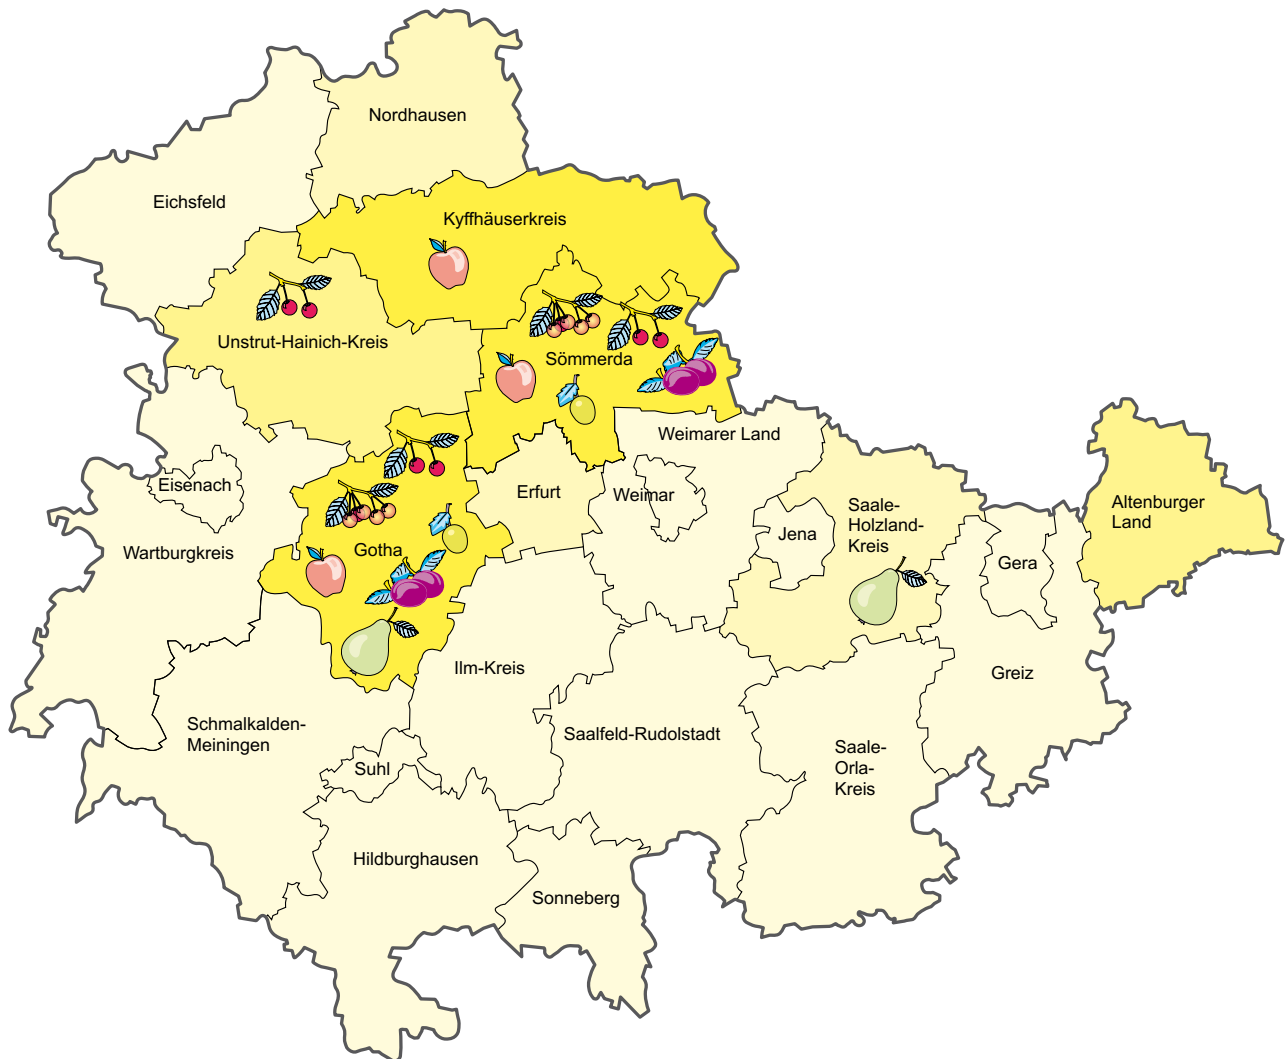 Nordhausen
Eichsfeld
Kyffhäuserkreis
Unstrut-Hainich-Kreis
Sömmerda
Weimarer Land
Eisenach
Erfurt
Weimar
Saale-
Holzland-
Kreis
Altenburger
Land
Wartburgkreis
Gotha
Jena
Gera
Ilm-Kreis
Greiz
Schmalkalden-
Meiningen
Saalfeld-Rudolstadt
Saale-
Orla-
Kreis
Suhl
Hildburghausen
Sonneberg